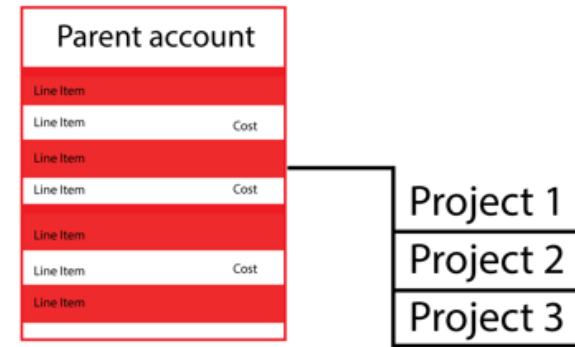 Parent account
Line Item
Line Item Cost
Line Item
Line Item Cost
Line Item
Line Item Cost
Line Item
Project 1
Project 2
Project 3